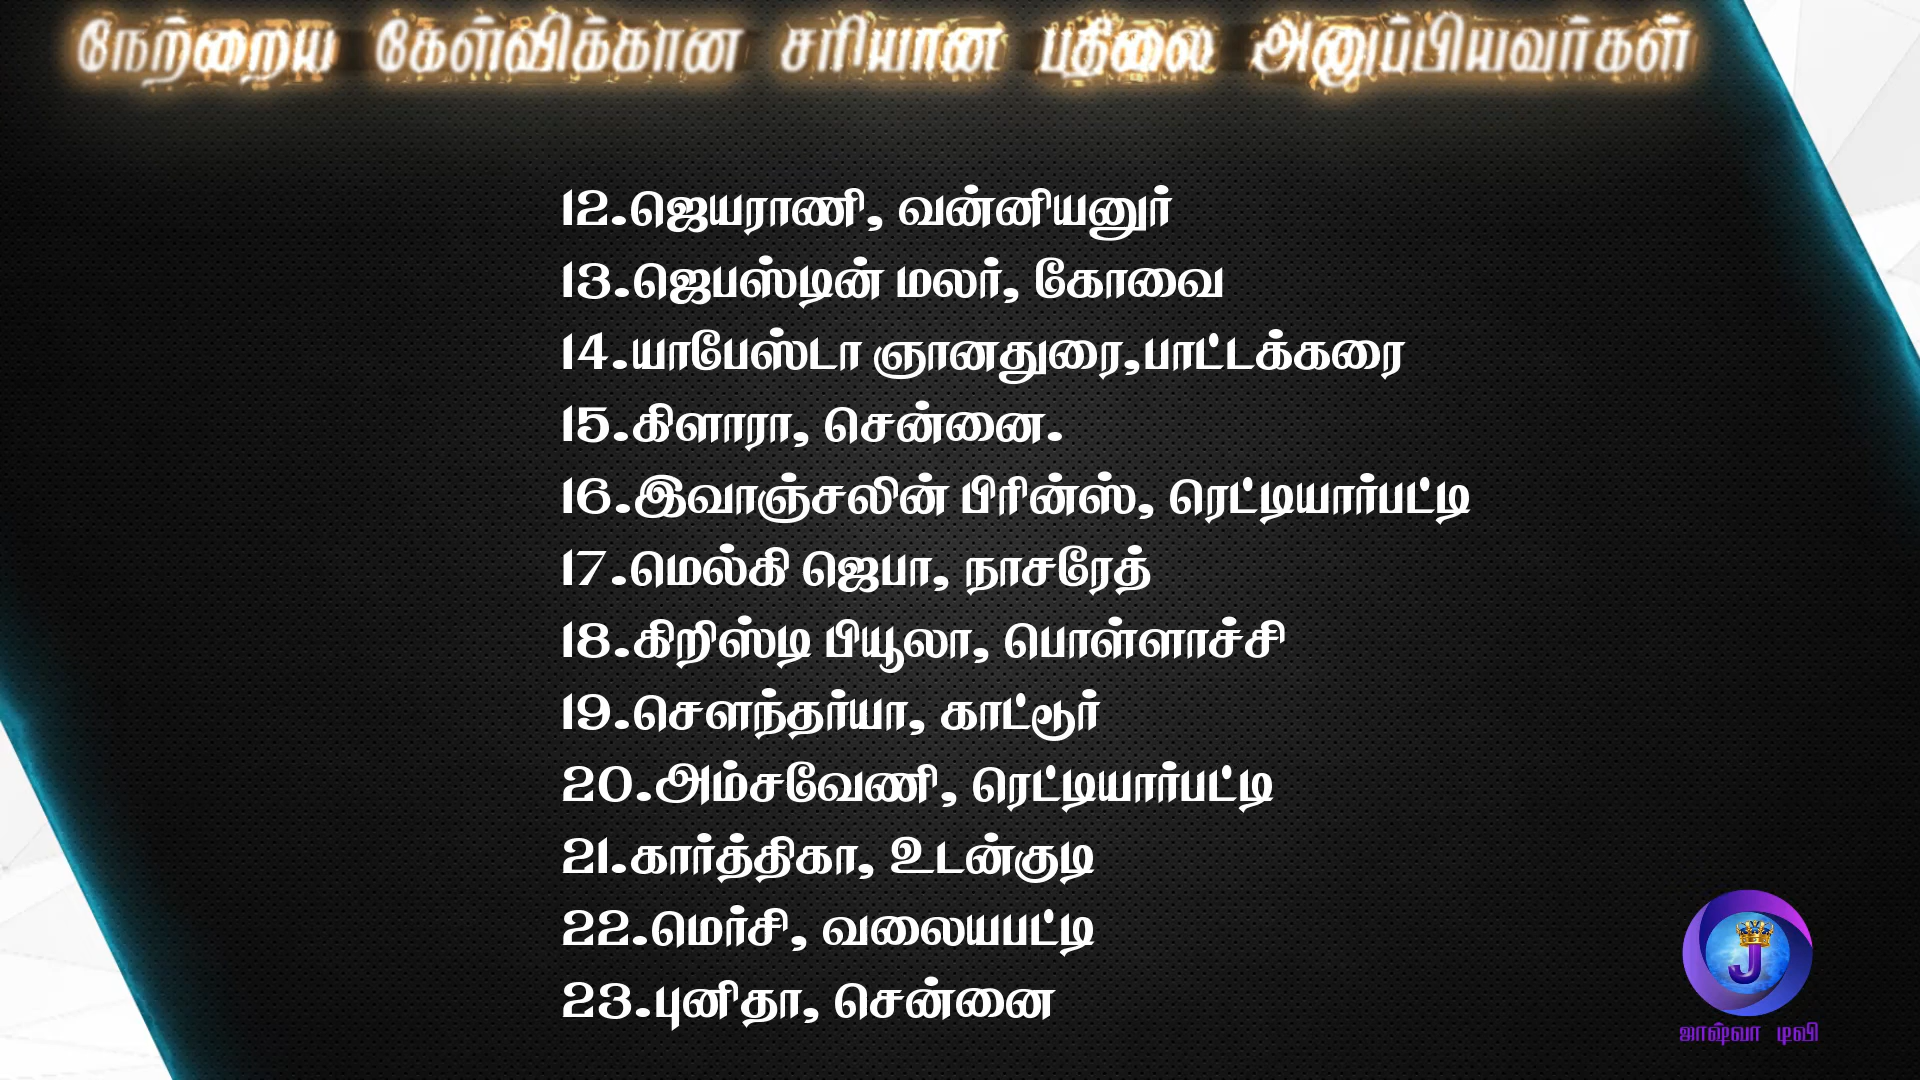 நேற்றைய கேள்விக்கான சரியான பதிலை அனுப்பியவர்கள்
12.ஜெயராணி, வன்னியனுர்
13.ஜெபஸ்டின் மலர், கோவை
14.யாபேஸ்டா ஞானதுரை,பாட்டக்கரை
15.கிளாரா, சென்னை.
16.இவாஞ்சலின் பிரின்ஸ், ரெட்டியார்பட்டி
17.மெல்கி ஜெபா, நாசரேத்
18.கிறிஸ்டி பியூலா, பொள்ளாச்சி
19.சௌந்தர்யா, காட்டூர்
20.அம்சவேணி, ரெட்டியார்பட்டி
21.கார்த்திகா, உடன்குடி
22.மெர்சி, வலையபட்டி
23.புனிதா, சென்னை
J
ஜாஷ்வா டிவி